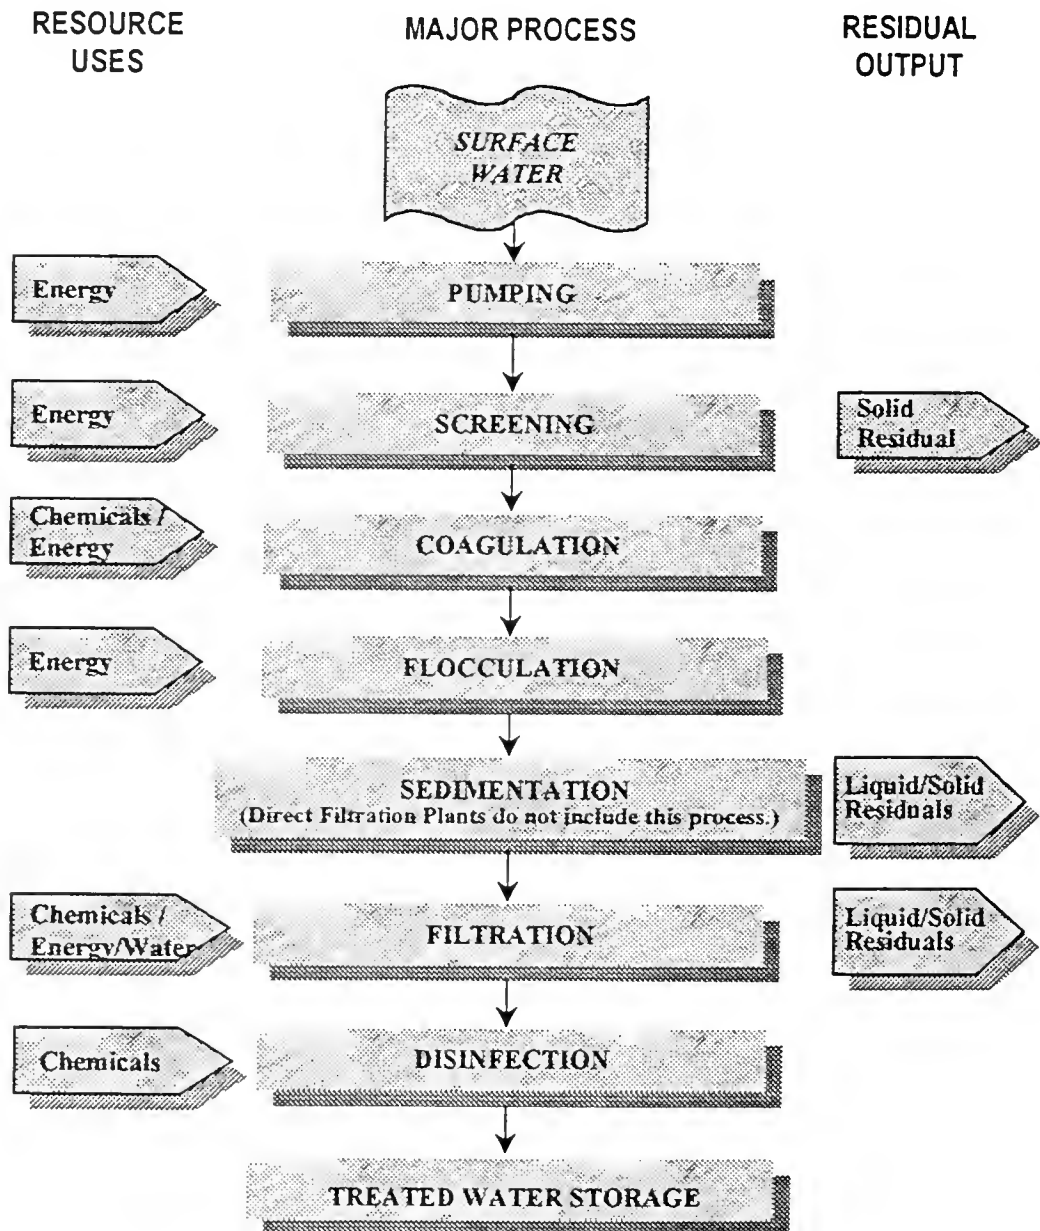 RESOURCE
USES
MAJOR PROCESS
RESIDUAL
OUTPUT
SURFACE
WATER
Energy
PUMPING
Energy
SCREENING
Solid
Residual
Chemicals /
Energy
COAGULATION
Energy
FLOCCULATION
SEDIMENTATION
(Direct Filtration Plants do not include this process.)
Liquid/Solid
Residuals
Chemicals /
Energy/Water
FILTRATION
Liquid/Solid
Residuals
Chemicals
DISINFECTION
TREATED WATER STORAGE